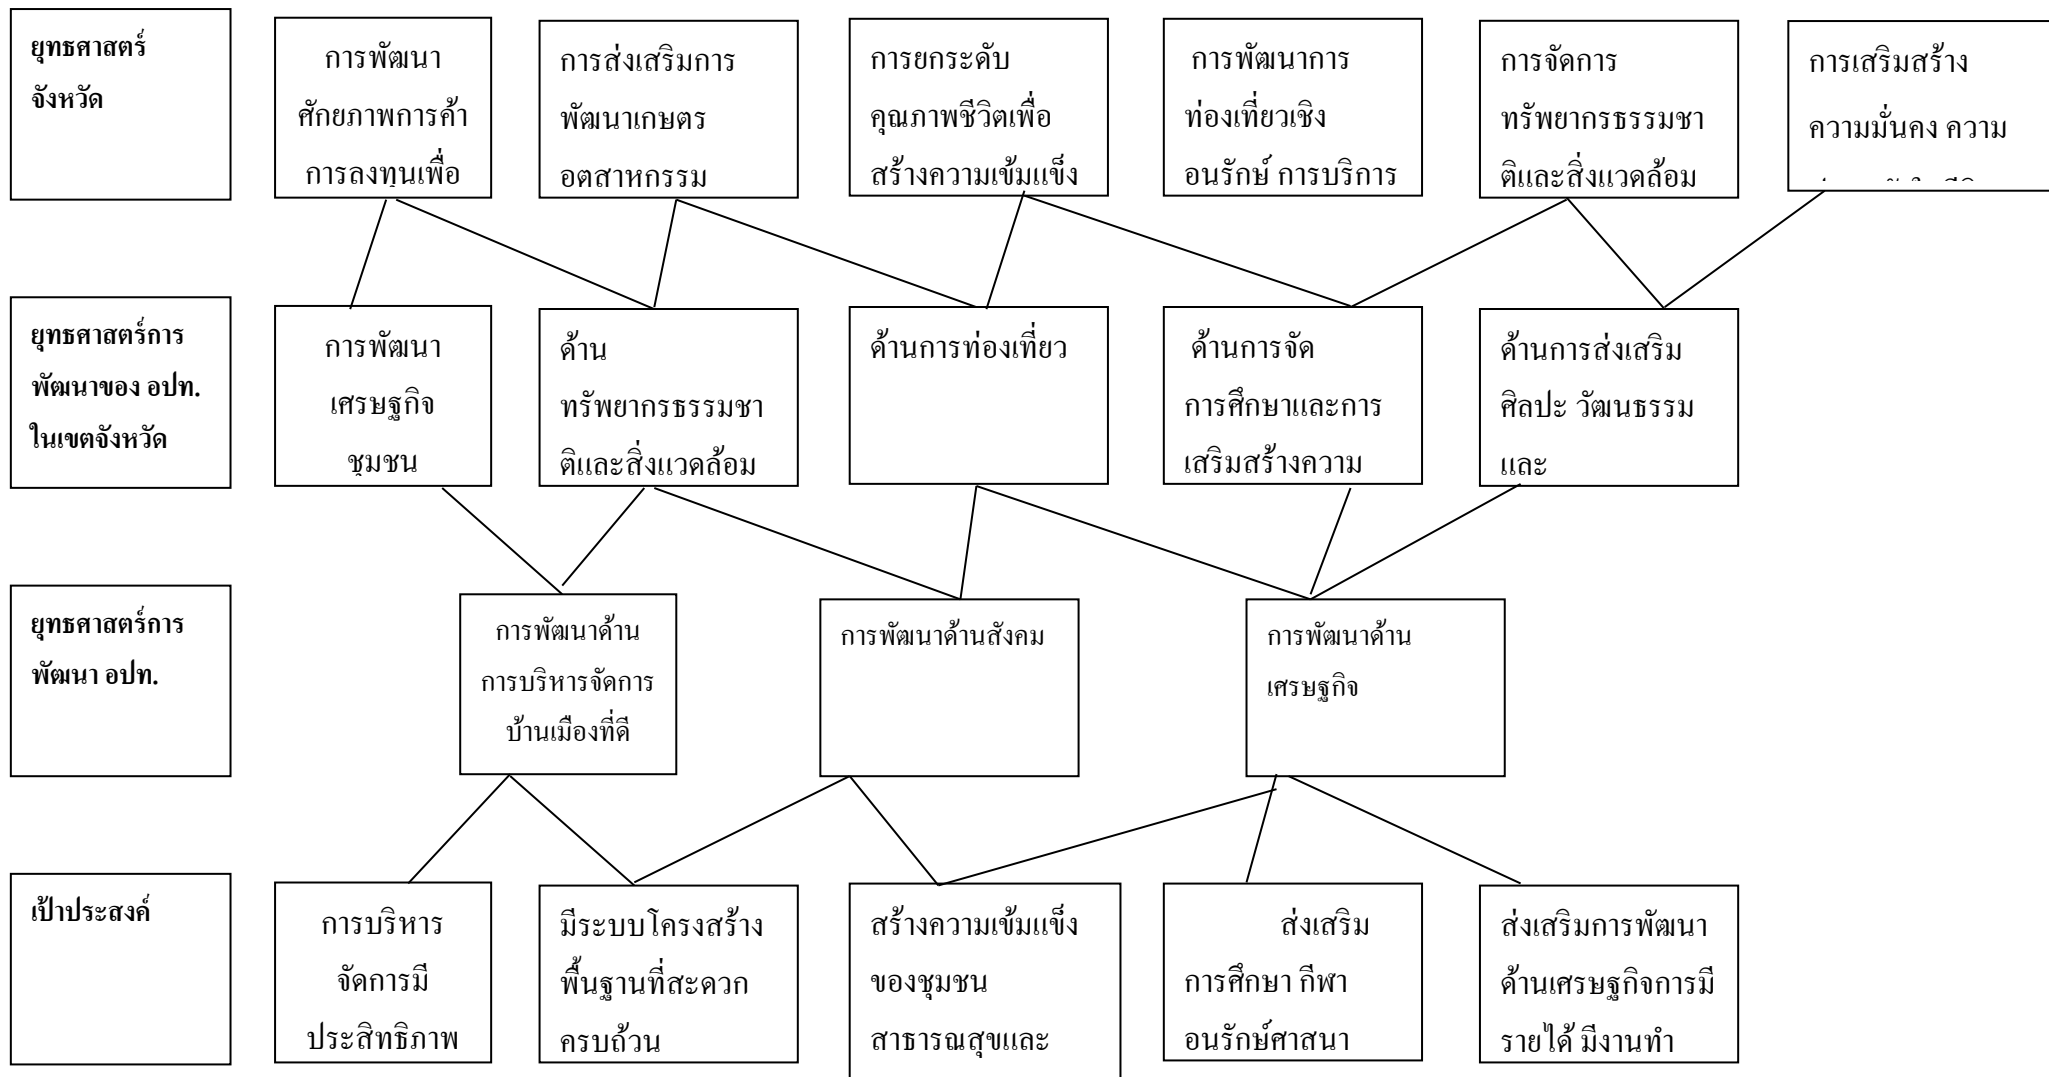 ยุทธศาสตร์
จังหวัด
การพัฒนา
ศักยภาพการค้า
การลงทุนเพื่อ
การส่งเสริมการ
พัฒนาเกษตร
อตสาหกรรม
การยกระดับ
คุณภาพชีวิตเพื่อ
สร้างความเข้มแข็ง
การพัฒนาการ
ท่องเที่ยวเชิง
อนรักษ์ การบริการ
การจัดการ
ทรัพยากรธรรมชา
ติและสิ่งแวดล้อม
การเสริมสร้าง
ความมั่นคง ความ
ยุทธศาสตร์การ
พัฒนาของ อปท.
ในเขตจังหวัด
การพัฒนา
เศรษฐกิจ
ชุมชน
ด้าน
ทรัพยากรธรรมชา
ติและสิ่งแวดล้อม
ด้านการท่องเที่ยว
ด้านการจัด
การศึกษาและการ
เสริมสร้างความ
ด้านการส่งเสริม
ศิลปะ วัฒนธรรม
และ
ยุทธศาสตร์การ
พัฒนา อปท.
การพัฒนาด้าน
การบริหารจัดการ
บ้านเมืองที่ดี
การพัฒนาด้านสังคม
การพัฒนาด้าน
เศรษฐกิจ
เป้าประสงค์
การบริหาร
จัดการมี
ประสิทธิภาพ
มีระบบโครงสร้าง
พื้นฐานที่สะดวก
ครบถ้วน
สร้างความเข้มแข็ง
ของชุมชน
สาธารณสุขและ
ส่งเสริม
การศึกษา กีฬา
อนรักษ์ศาสนา
ส่งเสริมการพัฒนา
ด้านเศรษฐกิจการมี
รายได้ มีงานทำ